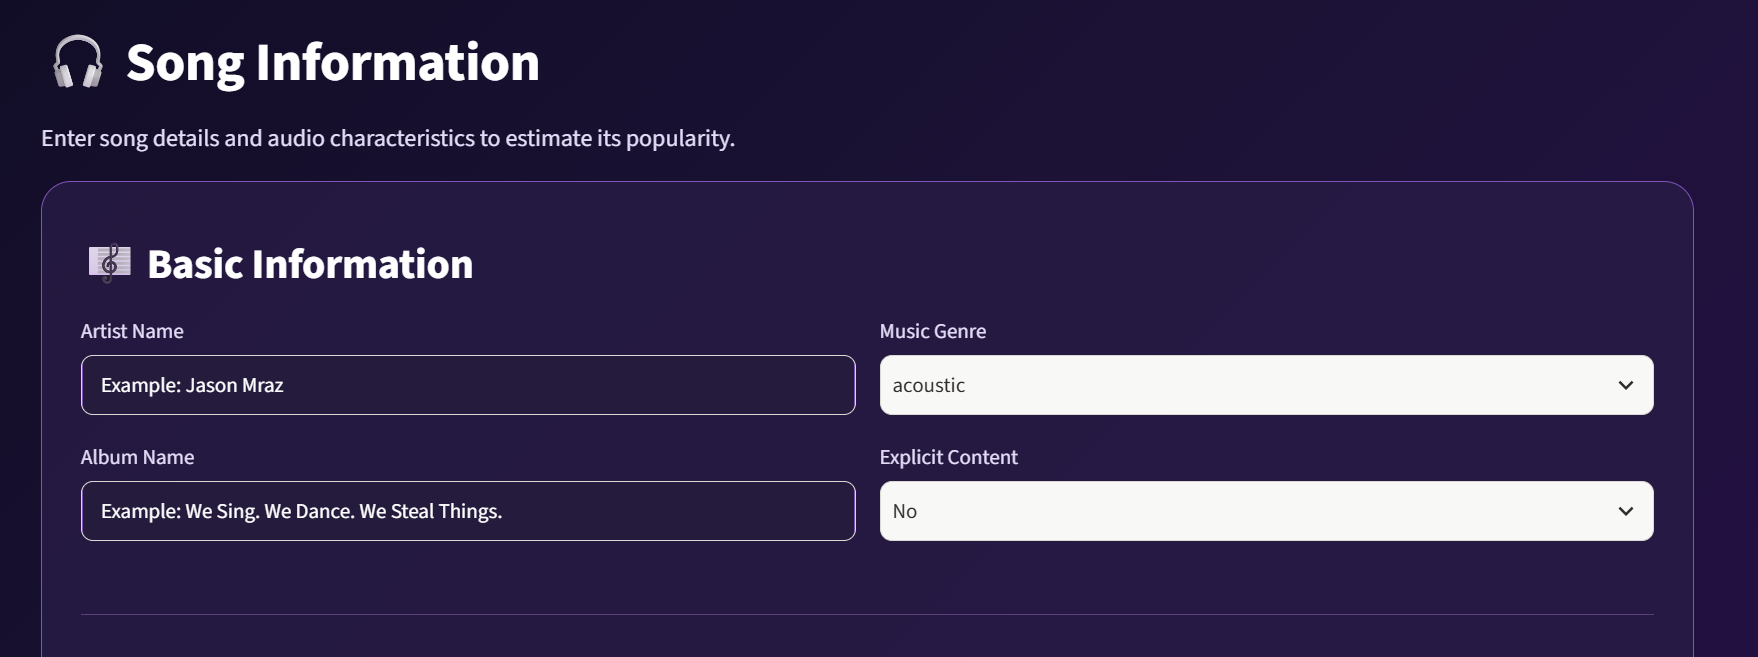 Song Information
Enter song details and audio characteristics to estimate its popularity.
Basic Information
Artist Name
Example: Jason Mraz
Music Genre
acoustic
Album Name
Example: We Sing. We Dance. We Steal Things.
Explicit Content
No